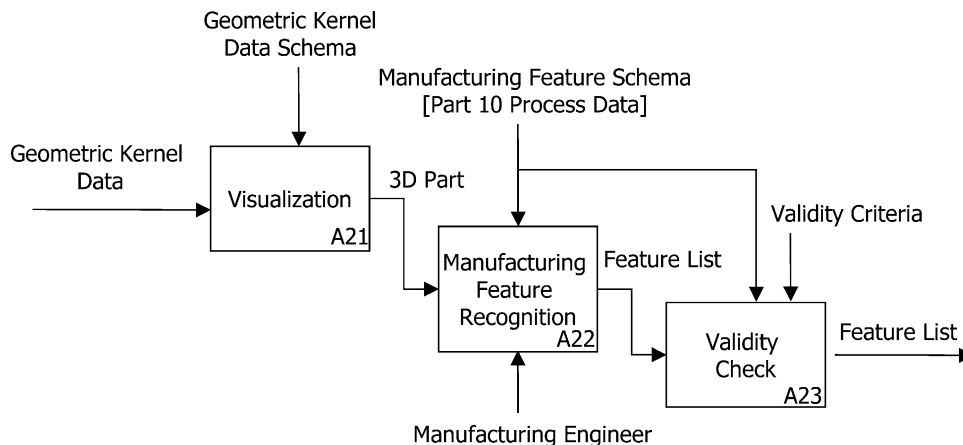 Geometric Kernel
Data Schema
Manufacturing Feature Schema
[Part 10 Process Data]
Geometric Kernel
Data
Visualization
A21
3D Part
Validity Criteria
Manufacturing
Feature
Recognition
A22
Feature List
Validity
Check
A23
Feature List
Manufacturing Engineer